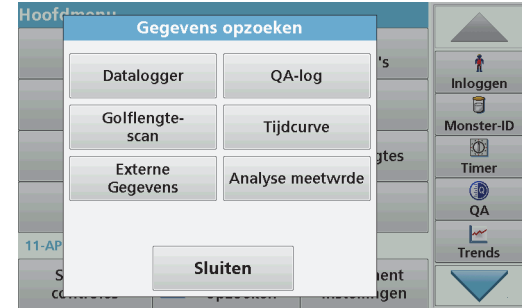 Hoofdmenu
Gegevens opzoeken
Datalogger
QA-log
's
Golflengte-
scan
Tijdcurve
gtes
Externe
Gegevens
Analyse meetwrde
Sluiten
11-AP
Inloggen
Monster-ID
Timer
QA
Trends